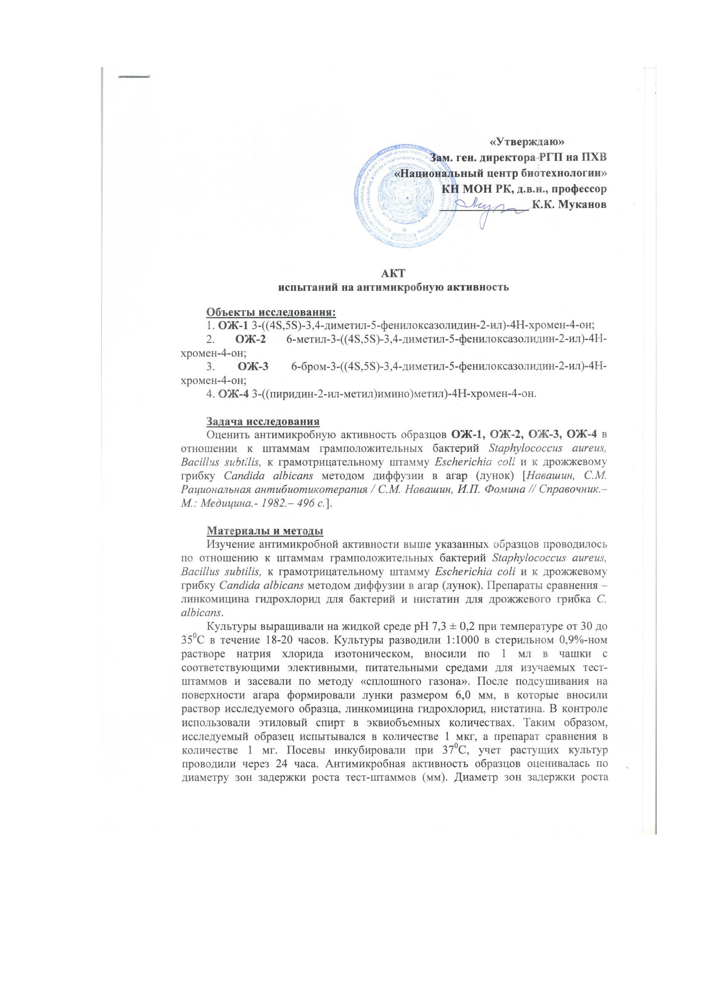 «Утверждаю»
Зам. ген. директора РГП на ПХВ
«Национальный центр биотехнологии»
КН МОН РК, д.в.н., профессор
К.К. Муканов
АКТ
испытаний на антимикробную активность
Объекты исследования:
1. ОЖ-1 3-((4S,5S)-3,4-диметил-5-фенилоксазолидин-2-ил)-4Н-хромен-4-он;
2. ОЖ-2 6-метил-3-((4S,5S)-3,4-диметил-5-фенилоксазолидин-2-ил)-4Н-
хромен-4-он;
3. ОЖ-3 6-бром-3-((4S,5S)-3,4-диметил-5-фенилоксазолидин-2-ил)-4Н-
хромен-4-он;
4. ОЖ-4 3-((пиридин-2-ил-метил)имино)метил)-4Н-хромен-4-он.
Задача исследования
Оценить антимикробную активность образцов ОЖ-1, ОЖ-2, ОЖ-3, ОЖ-4 в
отношении к штаммам грамположительных бактерий Staphylococcus aureus,
Bacillus subtilis, к грамотрицательному штамму Escherichia coli и к дрожжевому
грибку Candida albicans методом диффузии в агар (лунок) [Навашин, С.М.
Рациональная антибиотикотерапия / С.М. Навашин, И.П. Фомина // Справочник.–
М.: Медицина.- 1982.– 496 с.].
Материалы и методы
Изучение антимикробной активности выше указанных образцов проводилось
по отношению к штаммам грамположительных бактерий Staphylococcus aureus,
Bacillus subtilis, к грамотрицательному штамму Escherichia coli и к дрожжевому
грибку Candida albicans методом диффузии в агар (лунок). Препараты сравнения –
линкомицина гидрохлорид для бактерий и нистатин для дрожжевого грибка C.
albicans.
Культуры выращивали на жидкой среде рН 7,3 ± 0,2 при температуре от 30 до
35⁰С в течение 18-20 часов. Культуры разводили 1:1000 в стерильном 0,9%-ном
растворе натрия хлорида изотоническом, вносили по 1 мл в чашки с
соответствующими элективными, питательными средами для изучаемых тест-
штаммов и засевали по методу «сплошного газона». После подсушивания на
поверхности агара формировали лунки размером 6,0 мм, в которые вносили
раствор исследуемого образца, линкомицина гидрохлорид, нистатина. В контроле
использовали этиловый спирт в эквиобъемных количествах. Таким образом,
исследуемый образец испытывался в количестве 1 мкг, а препарат сравнения в
количестве 1 мг. Посевы инкубировали при 37⁰С, учет растущих культур
проводили через 24 часа. Антимикробная активность образцов оценивалась по
диаметру зон задержки роста тест-штаммов (мм). Диаметр зон задержки роста